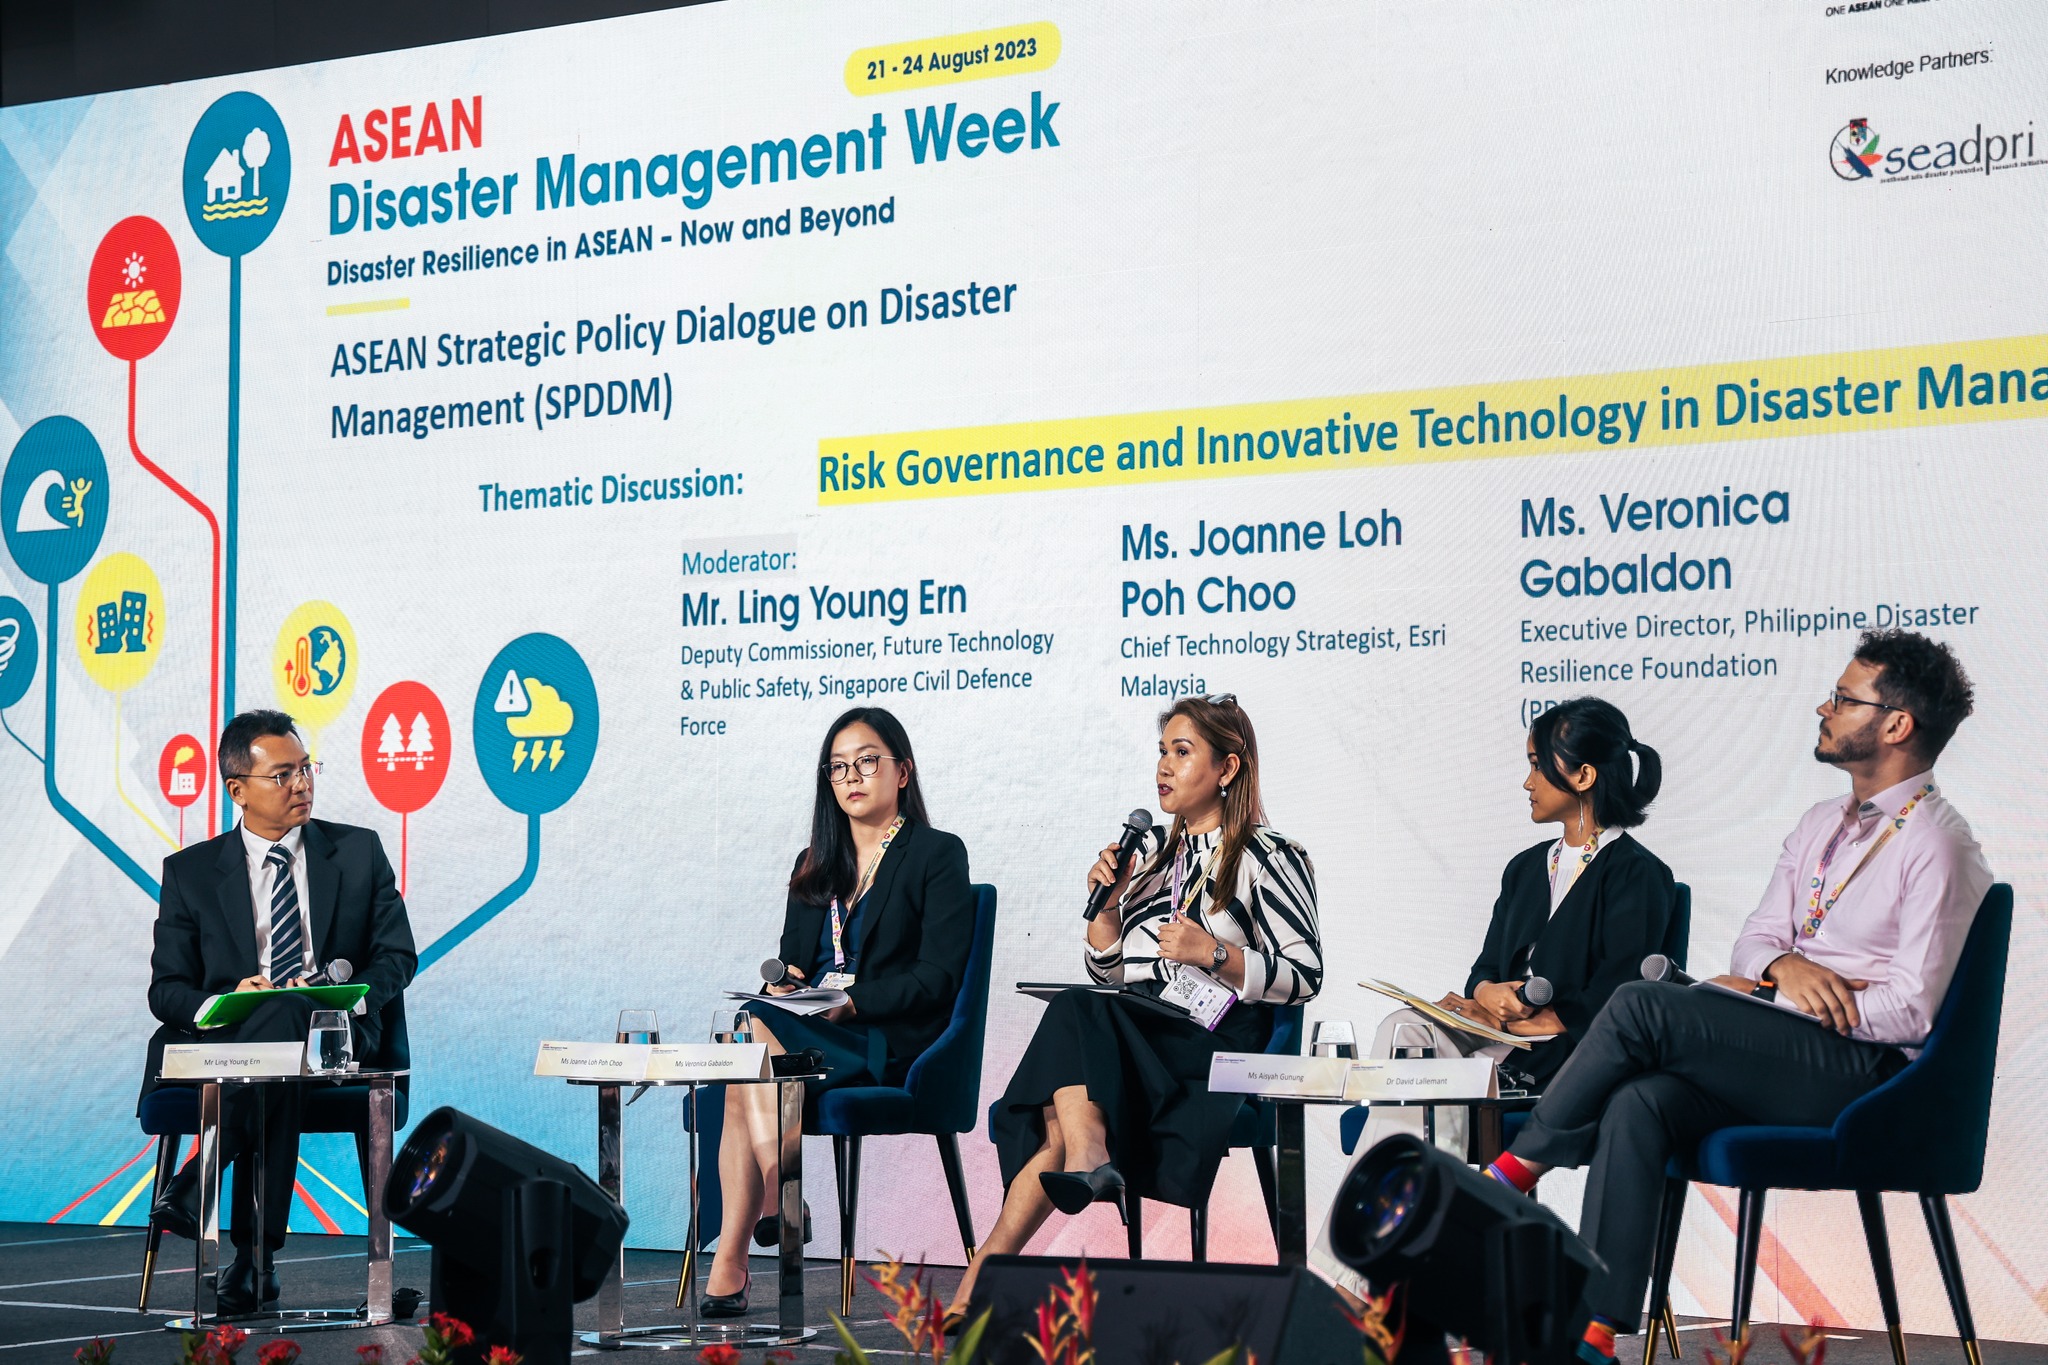 21 - 24 August 2023
ASEAN
Disaster Management Week
Disaster Resilience in ASEAN - Now and Beyond
ASEAN Strategic Policy Dialogue on Disaster
Management (SPDDM)
ONE ASEAN ONE
Knowledge Partners:
seadpri
Thematic Discussion:
Risk Governance and Innovative Technology in Disaster Mana
Moderator:
Mr. Ling Young Ern
Deputy Commissioner, Future Technology
& Public Safety, Singapore Civil Defence
Force
Ms. Joanne Loh
Poh Choo
Chief Technology Strategist, Esri
Malaysia
Ms. Veronica
Gabaldon
Executive Director, Philippine Disaster
Resilience Foundation
Mr Ling Young Ern
Ms Joanne Loh Poh Choo
Ms Veronica Gabaldon
Ms Aisyah Gunung
Dr David Lallemant